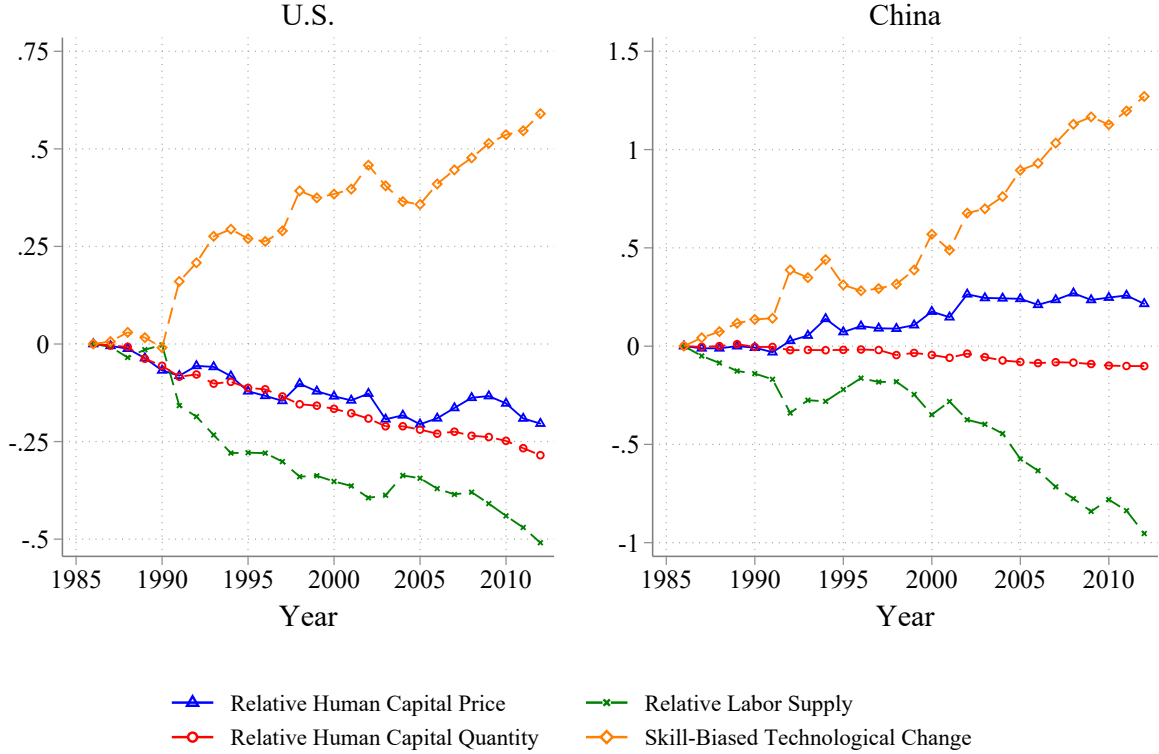 U.S.
.75
.5
.25
0
-.25
-.5
1985 1990 1995 2000 2005 2010
Year
China
1.5
1
.5
0
-.5
-1
1985 1990 1995 2000 2005 2010
Year
Relative Human Capital Price
Relative Labor Supply
Relative Human Capital Quantity
Skill-Biased Technological Change